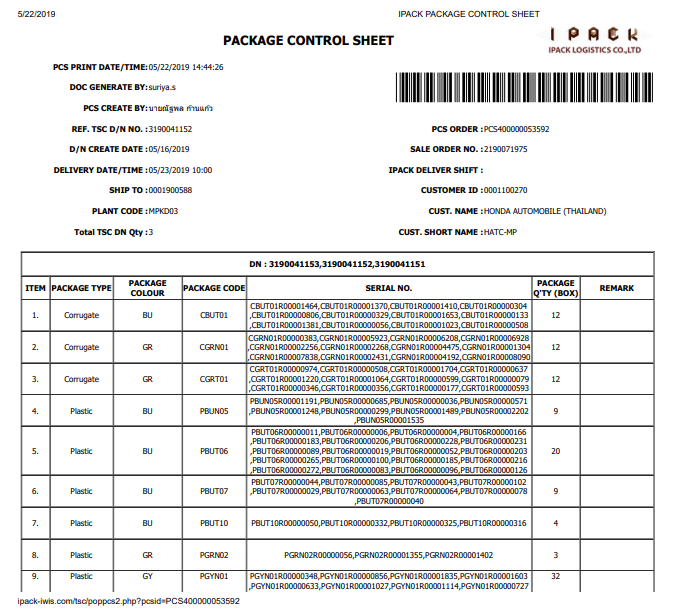 5/22/2019 IPACK PACKAGE CONTROL SHEET
PACKAGE CONTROL SHEET
IPACK
IPACK LOGISTICS CO.,LTD
PCS PRINT DATE/TIME:05/22/2019 14:44:26
DOC GENERATE BY:suriya.s
PCS CREATE BY:นายณัฐพล ก้านแก้ว
REF. TSC D/N NO. :3190041152 PCS ORDER :PCS400000053592
D/N CREATE DATE :05/16/2019 SALE ORDER NO. :2190071975
DELIVERY DATE/TIME :05/23/2019 10:00 IPACK DELIVER SHIFT :
SHIP TO :0001900588 CUSTOMER ID :0001100270
PLANT CODE :MPKD03 CUST. NAME :HONDA AUTOMOBILE (THAILAND)
Total TSC DN Qty :3 CUST. SHORT NAME :HATC-MP
DN : 3190041153,3190041152,3190041151
ITEM PACKAGE TYPE PACKAGE COLOUR PACKAGE CODE SERIAL NO. PACKAGE Q'TY (BOX) REMARK
1. Corrugate BU CBUT01 CBUT01R00001464,CBUT01R00001370,CBUT01R00001410,CBUT01R00000304 12
,CBUT01R00000806,CBUT01R00000329,CBUT01R00001653,CBUT01R00000133
,CBUT01R00001381,CBUT01R00000056,CBUT01R00001023,CBUT01R00000508
2. Corrugate GR CGRN01 CGRN01R00000383,CGRN01R00005923,CGRN01R00006208,CGRN01R00006928 12
,CGRN01R00002256,CGRN01R00002268,CGRN01R00004475,CGRN01R00001304
,CGRN01R00007838,CGRN01R00002431,CGRN01R00004192,CGRN01R00008090
3. Corrugate GR CGRT01 CGRT01R00000974,CGRT01R00000508,CGRT01R00001704,CGRT01R00000637 12
,CGRT01R00001220,CGRT01R00001064,CGRT01R00000599,CGRT01R00000079
,CGRT01R00000346,CGRT01R00000356,CGRT01R00000177,CGRT01R00000593
4. Plastic BU PBUN05 PBUN05R00001191,PBUN05R00000685,PBUN05R00000036,PBUN05R00000571 9
,PBUN05R00001248,PBUN05R00000299,PBUN05R00001489,PBUN05R00002202
,PBUN05R00001535
5. Plastic BU PBUT06 PBUT06R00000011,PBUT06R00000006,PBUT06R00000004,PBUT06R00000166 20
,PBUT06R00000183,PBUT06R00000206,PBUT06R00000228,PBUT06R00000231
,PBUT06R00000089,PBUT06R00000019,PBUT06R00000052,PBUT06R00000203
,PBUT06R00000265,PBUT06R00000100,PBUT06R00000185,PBUT06R00000216
,PBUT06R00000272,PBUT06R00000083,PBUT06R00000096,PBUT06R00000126
6. Plastic BU PBUT07 PBUT07R00000044,PBUT07R00000085,PBUT07R00000043,PBUT07R00000102 9
,PBUT07R00000029,PBUT07R00000063,PBUT07R00000064,PBUT07R00000078
,PBUT07R00000040
7. Plastic BU PBUT10 PBUT10R00000050,PBUT10R00000332,PBUT10R00000325,PBUT10R00000316 4
8. Plastic GR PGRN02 PGRN02R00000056,PGRN02R00001355,PGRN02R00001402 3
9. Plastic GY PGYN01 PGYN01R00000348,PGYN01R00000856,PGYN01R00001835,PGYN01R00001603 32
,PGYN01R00000633,PGYN01R00001027,PGYN01R00001114,PGYN01R00000727
ipack-iwis.com/tsc/poppcs2.php?pcsid=PCS400000053592